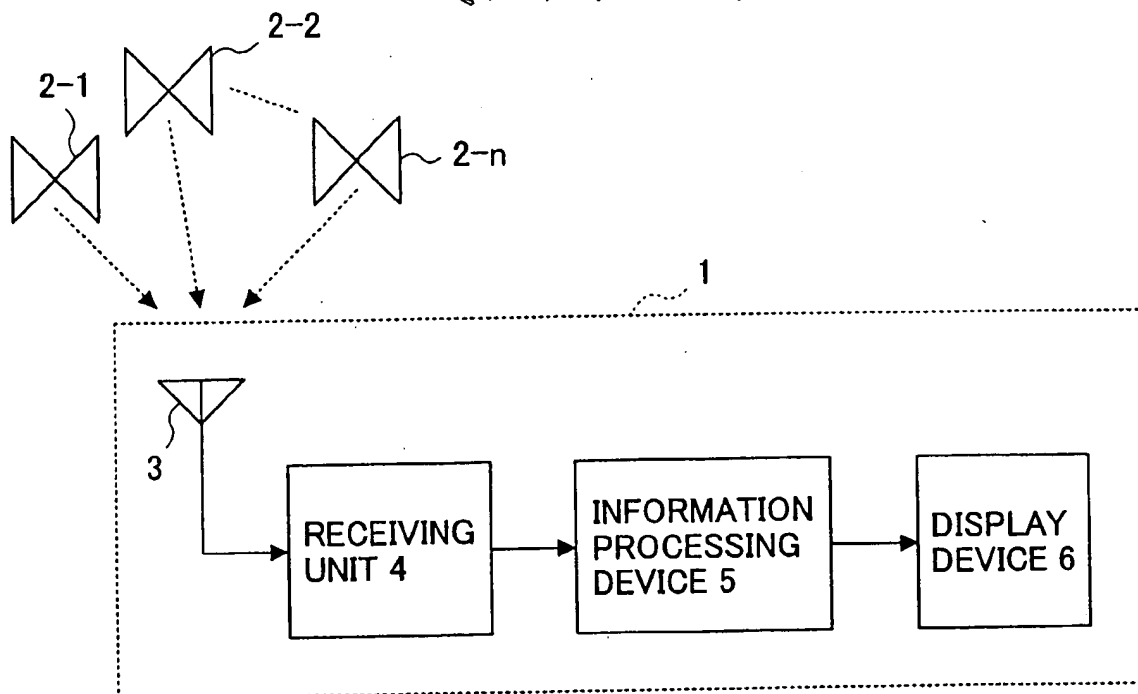 2-2
2-1
2-n
1
3
RECEIVING
UNIT 4
INFORMATION
PROCESSING
DEVICE 5
DISPLAY
DEVICE 6